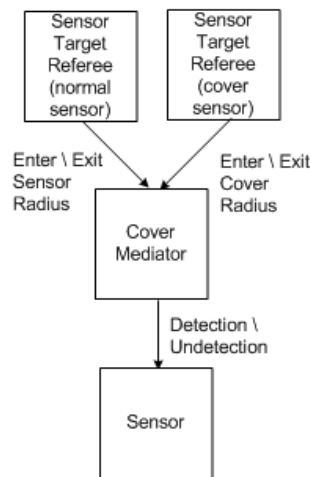 Sensor
Target
Referee
(normal
sensor)
Sensor
Target
Referee
(cover
sensor)
Enter \ Exit
Sensor
Radius
Enter \ Exit
Cover
Radius
Cover
Mediator
Detection \
Undetection
Sensor